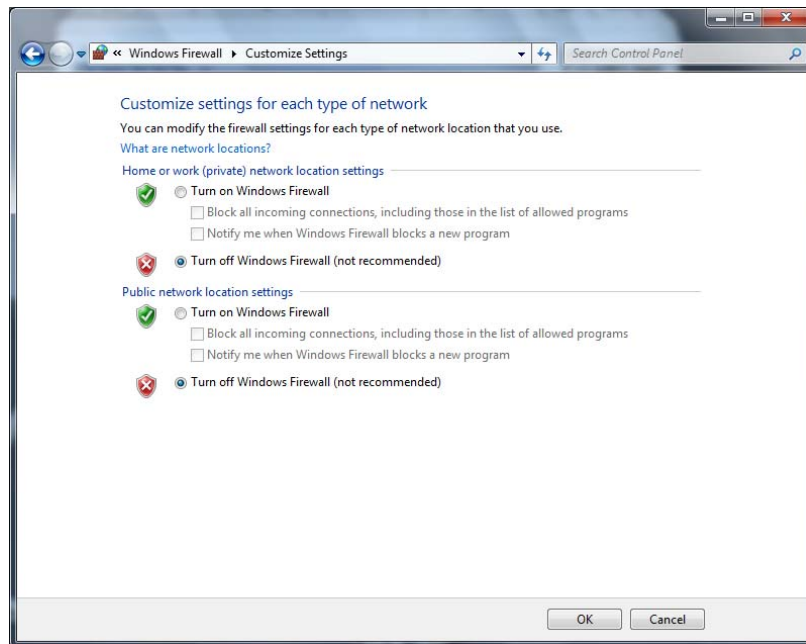 « Windows Firewall ▸ Customize Settings
Search Control Panel
Customize settings for each type of network
You can modify the firewall settings for each type of network location that you use.
What are network locations?
Home or work (private) network location settings
Turn on Windows Firewall
Block all incoming connections, including those in the list of allowed programs
Notify me when Windows Firewall blocks a new program
Turn off Windows Firewall (not recommended)
Public network location settings
Turn on Windows Firewall
Block all incoming connections, including those in the list of allowed programs
Notify me when Windows Firewall blocks a new program
Turn off Windows Firewall (not recommended)
OK
Cancel